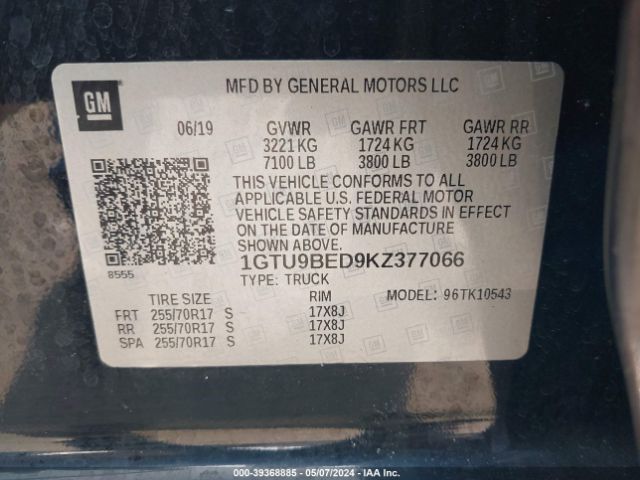 GM
MFD BY GENERAL MOTORS LLC
06/19 GVWR GAWR FRT GAWR RR
3221 KG 1724 KG 1724 KG
7100 LB 3800 LB 3800 LB
THIS VEHICLE CONFORMS TO ALL
APPLICABLE U.S. FEDERAL MOTOR
VEHICLE SAFETY STANDARDS IN EFFECT
ON THE DATE OF MANUFACTURE
SHOWN ABOVE.
8555
1GTU9BED9KZ377066
TYPE: TRUCK MODEL: 96TK10543
TIRE SIZE RIM
FRT 255/70R17 S 17X8J
RR 255/70R17 S 17X8J
SPA 255/70R17 S 17X8J
000-39368885 - 05/07/2024 - IAA Inc.